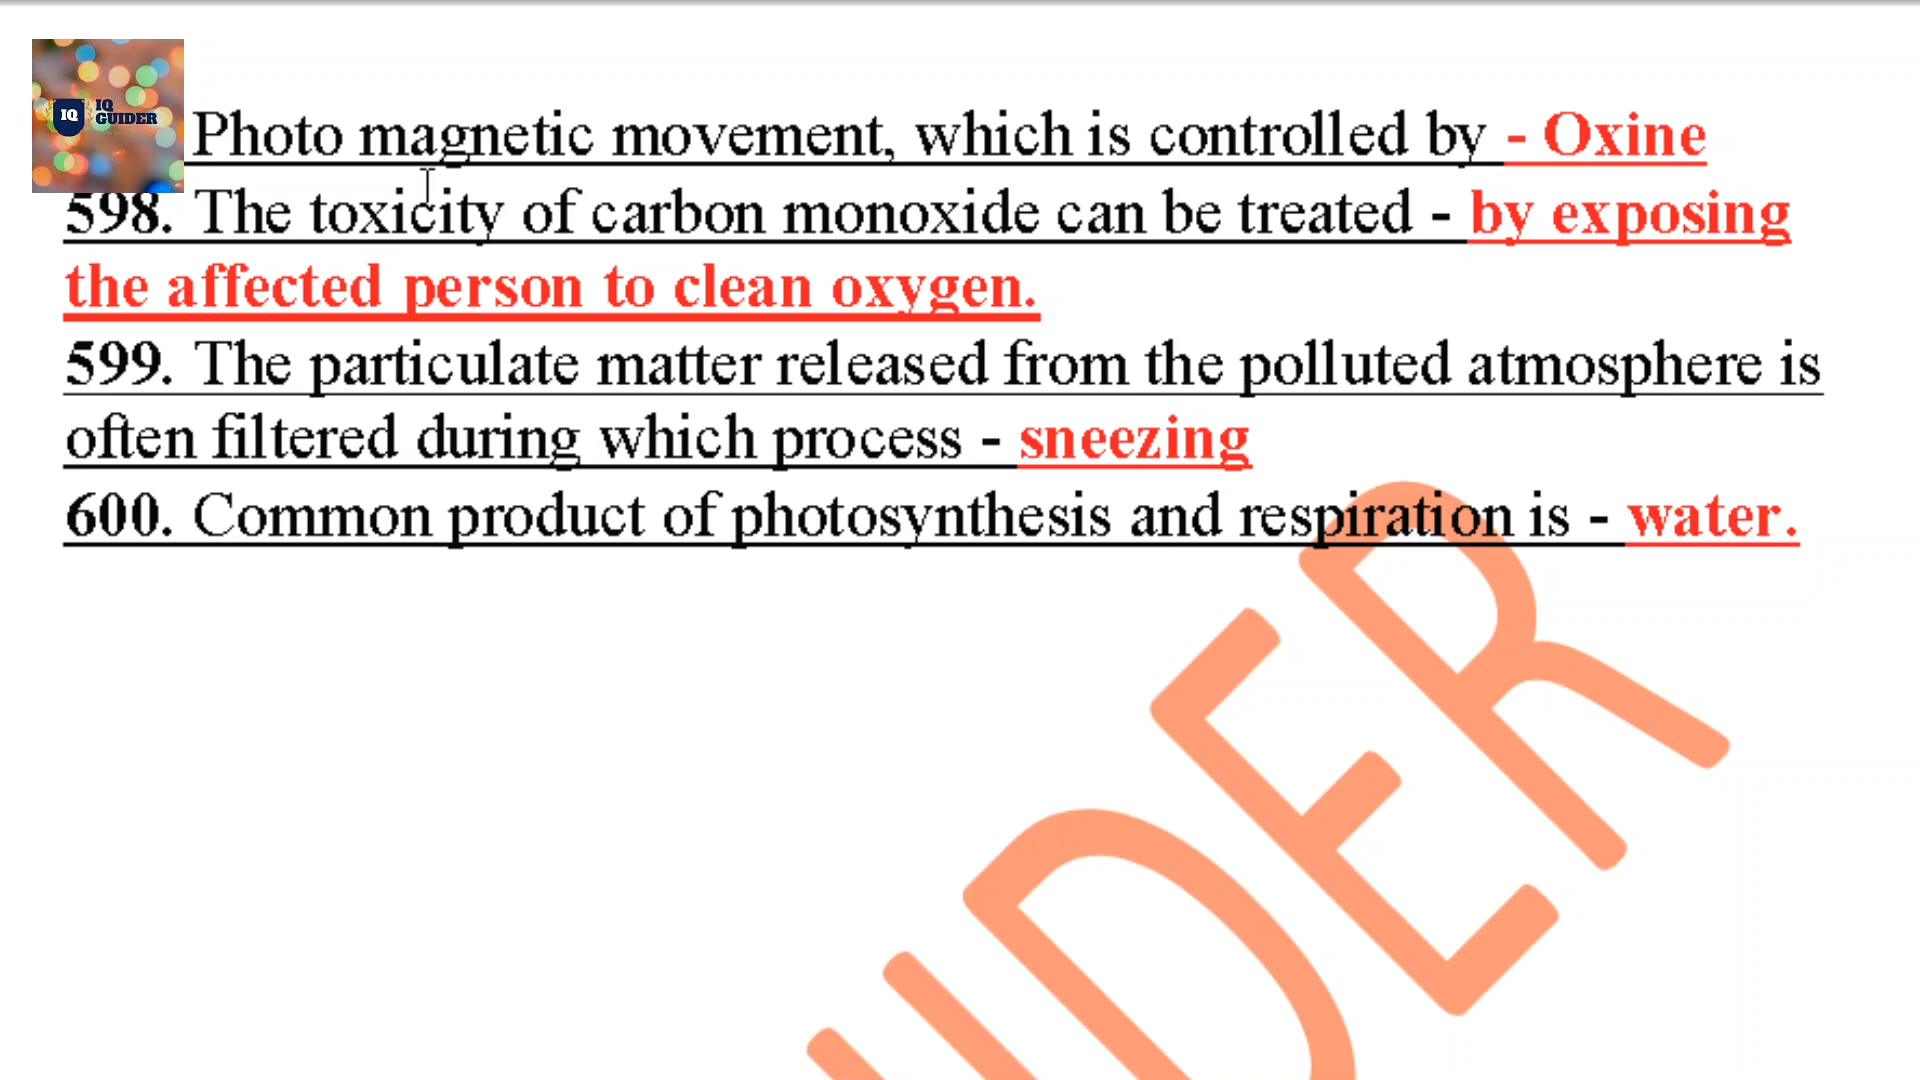 IQ
IQ
GUIDER
Photo magnetic movement, which is controlled by - Oxine
598. The toxicity of carbon monoxide can be treated - by exposing
the affected person to clean oxygen.
599. The particulate matter released from the polluted atmosphere is
often filtered during which process - sneezing
600. Common product of photosynthesis and respiration is - water.
UIDER